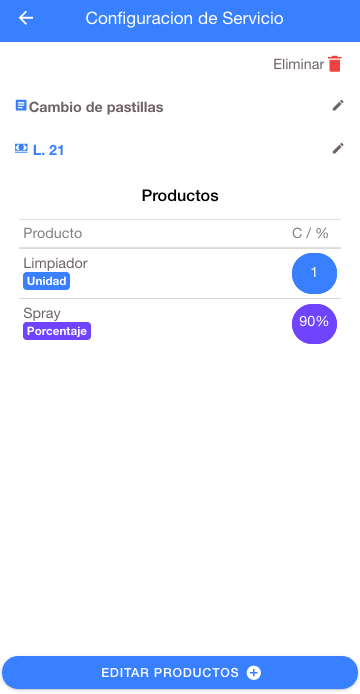 Configuracion de Servicio
Eliminar
Cambio de pastillas
L. 21
Productos
Producto C / %
Limpiador
Unidad
1
Spray
Porcentaje
90%
EDITAR PRODUCTOS